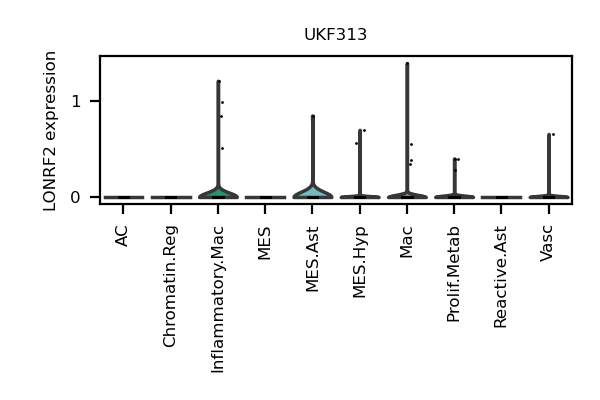 UKF313
LONRF2 expression
1
0
AC
Chromatin.Reg
Inflammatory.Mac
MES
MES.Ast
MES.Hyp
Mac
Prolif.Metab
Reactive.Ast
Vasc